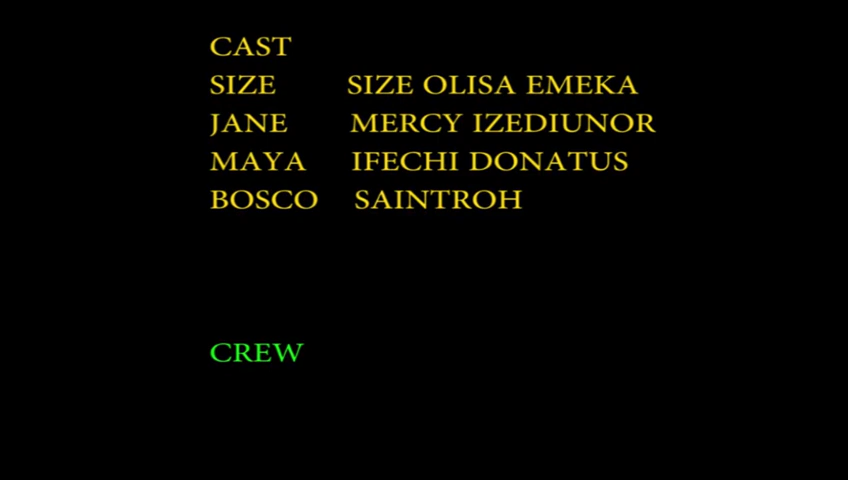 CAST
SIZE SIZE OLISA EMEKA
JANE MERCY IZEDIUNOR
MAYA IFECHI DONATUS
BOSCO SAINTROH
CREW